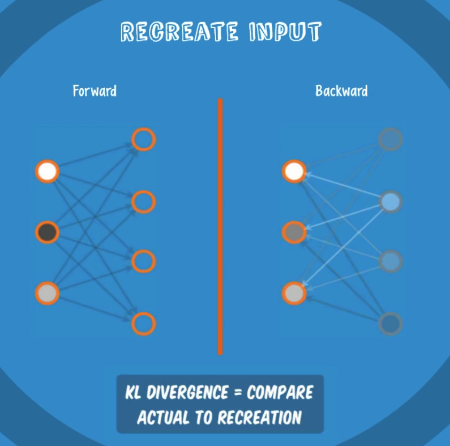 RECREATE INPUT
Forward
Backward
KL DIVERGENCE = COMPARE
ACTUAL TO RECREATION